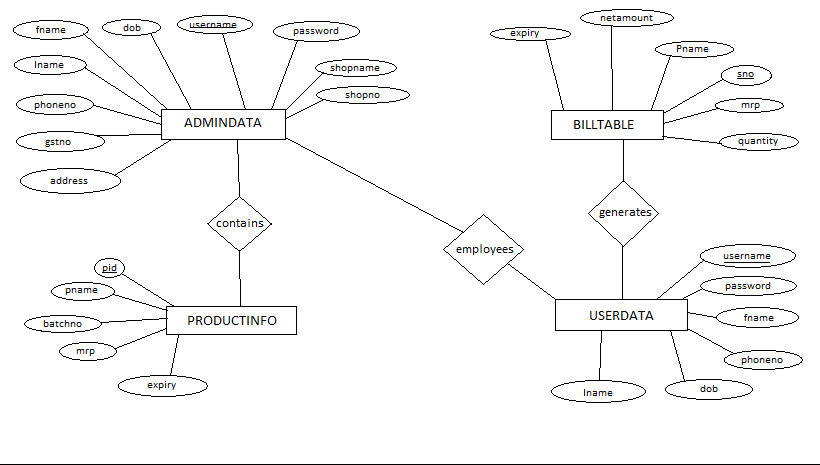 netamount
fname
dob
username
password
expiry
Pname
lname
shopname
sno
phoneno
shopno
mrp
ADMINDATA
BILLTABLE
gstno
quantity
address
contains
generates
employees
pid
username
pname
password
batchno
PRODUCTINFO
USERDATA
fname
mrp
phoneno
expiry
lname
dob